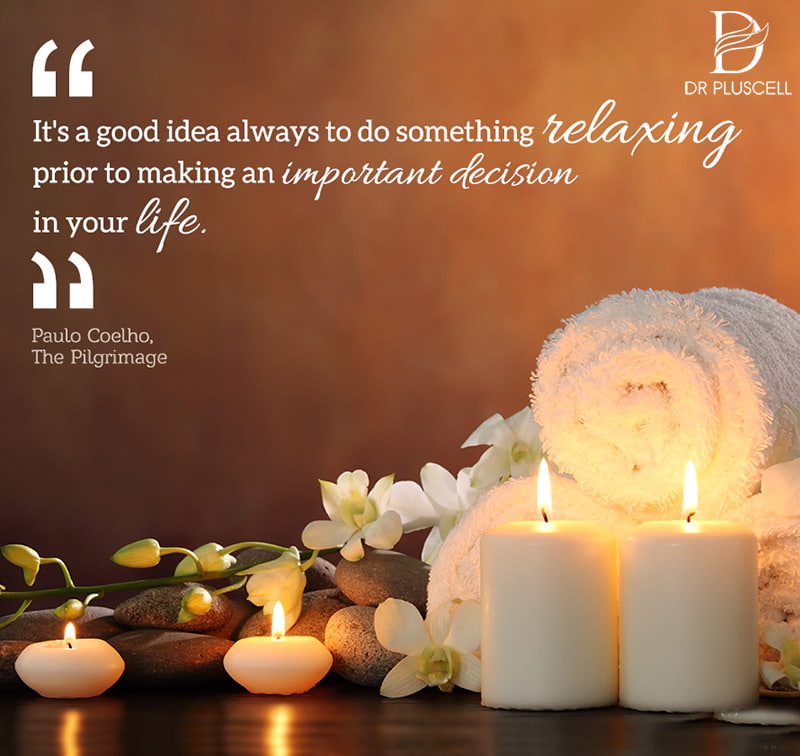 DR PLUSCELL
“
It's a good idea always to do something relaxing
prior to making an important decision
in your life.
”
Paulo Coelho,
The Pilgrimage